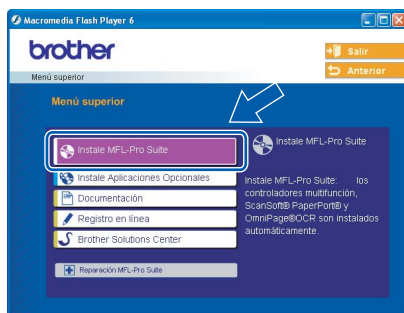 Macromedia Flash Player 6
brother
Salir
Anterior
Menú superior
Menú superior
Instale MFL-Pro Suite
Instale Aplicaciones Opcionales
Documentación
Registro en línea
Brother Solutions Center
Reparación MFL-Pro Suite
Instale MFL-Pro Suite
Instale MFL-Pro Suite: los
controladores multifunción,
ScanSoft® PaperPort® y
OmniPage®OCR son instalados
automáticamente.